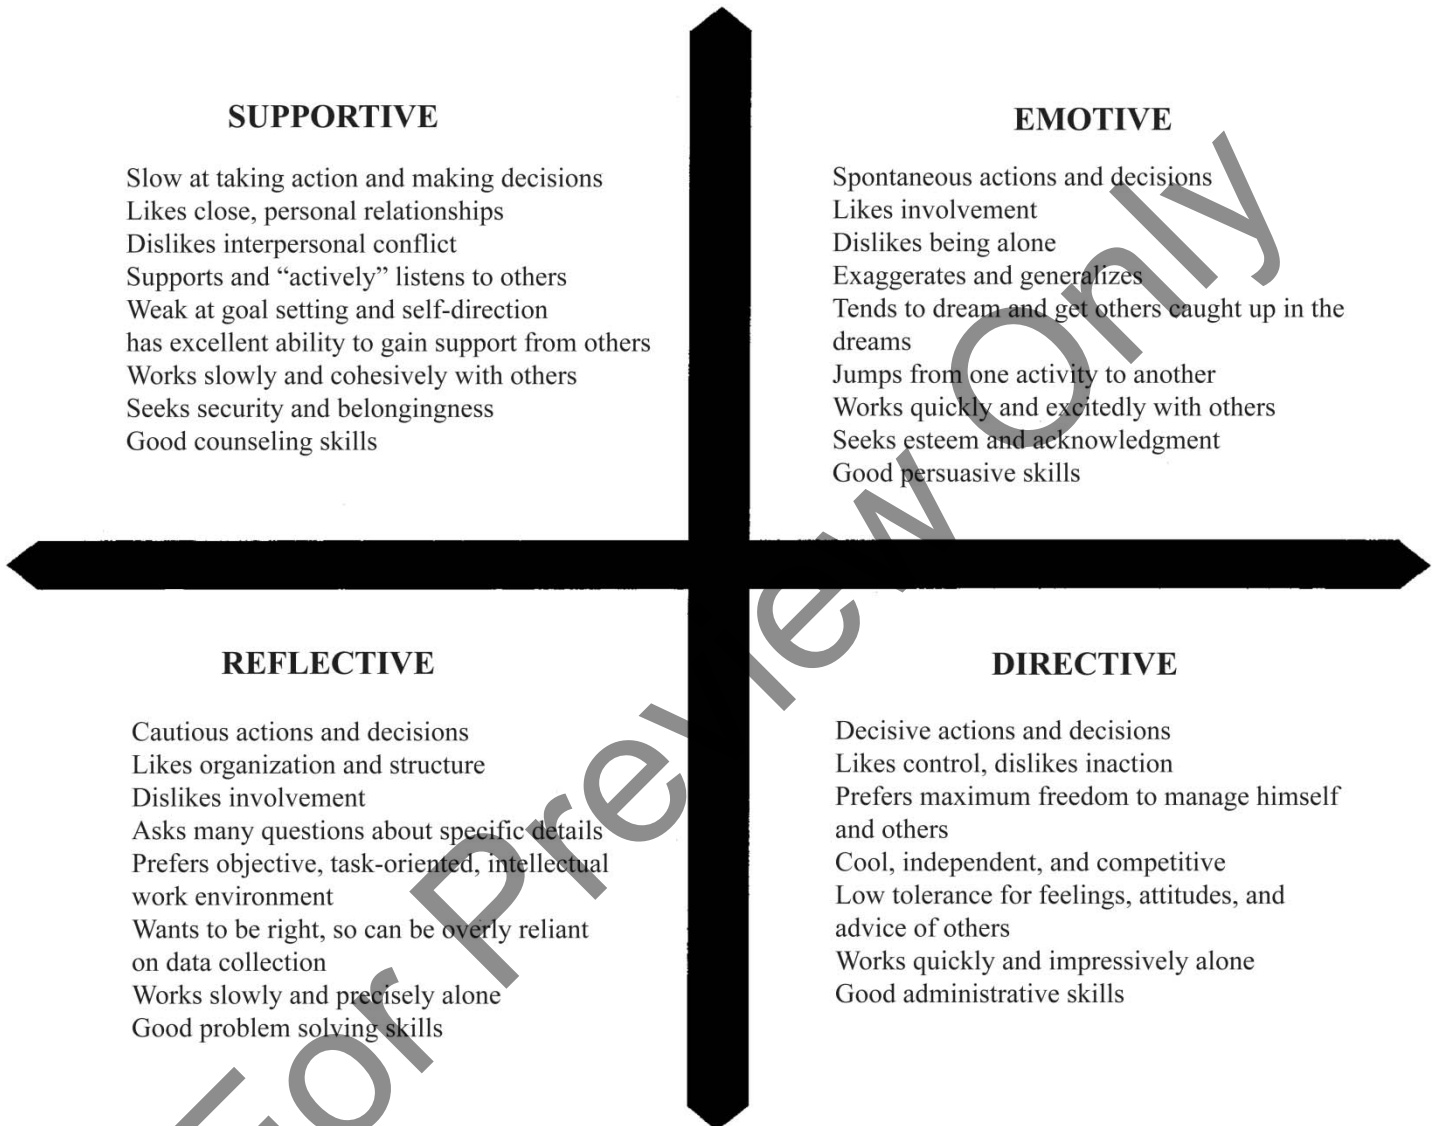 SUPPORTIVE
Slow at taking action and making decisions
Likes close, personal relationships
Dislikes interpersonal conflict
Supports and “actively” listens to others
Weak at goal setting and self-direction
has excellent ability to gain support from others
Works slowly and cohesively with others
Seeks security and belongingness
Good counseling skills
EMOTIVE
Spontaneous actions and decisions
Likes involvement
Dislikes being alone
Exaggerates and generalizes
Tends to dream and get others caught up in the
dreams
Jumps from one activity to another
Works quickly and excitedly with others
Seeks esteem and acknowledgment
Good persuasive skills
REFLECTIVE
Cautious actions and decisions
Likes organization and structure
Dislikes involvement
Asks many questions about specific details
Prefers objective, task-oriented, intellectual
work environment
Wants to be right, so can be overly reliant
on data collection
Works slowly and precisely alone
Good problem solving skills
DIRECTIVE
Decisive actions and decisions
Likes control, dislikes inaction
Prefers maximum freedom to manage himself
and others
Cool, independent, and competitive
Low tolerance for feelings, attitudes, and
advice of others
Works quickly and impressively alone
Good administrative skills
For Preview Only